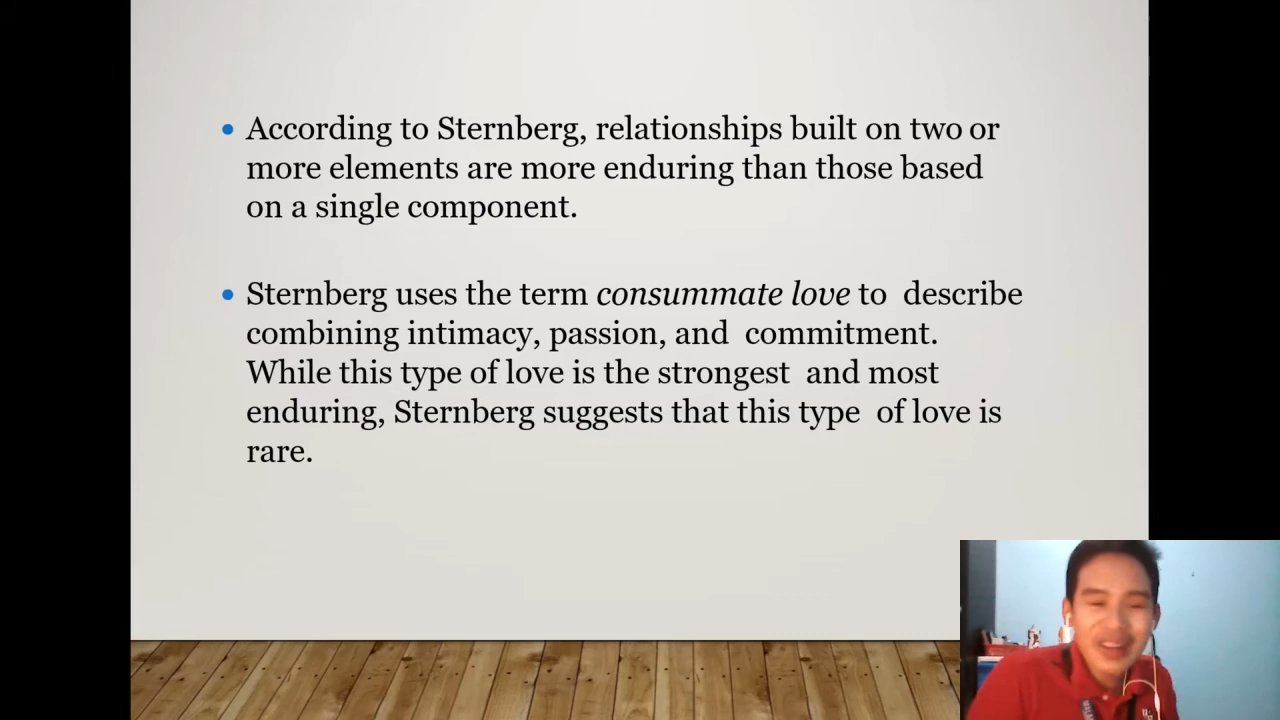 According to Sternberg, relationships built on two or
more elements are more enduring than those based
on a single component.
Sternberg uses the term consummate love to describe
combining intimacy, passion, and commitment.
While this type of love is the strongest and most
enduring, Sternberg suggests that this type of love is
rare.